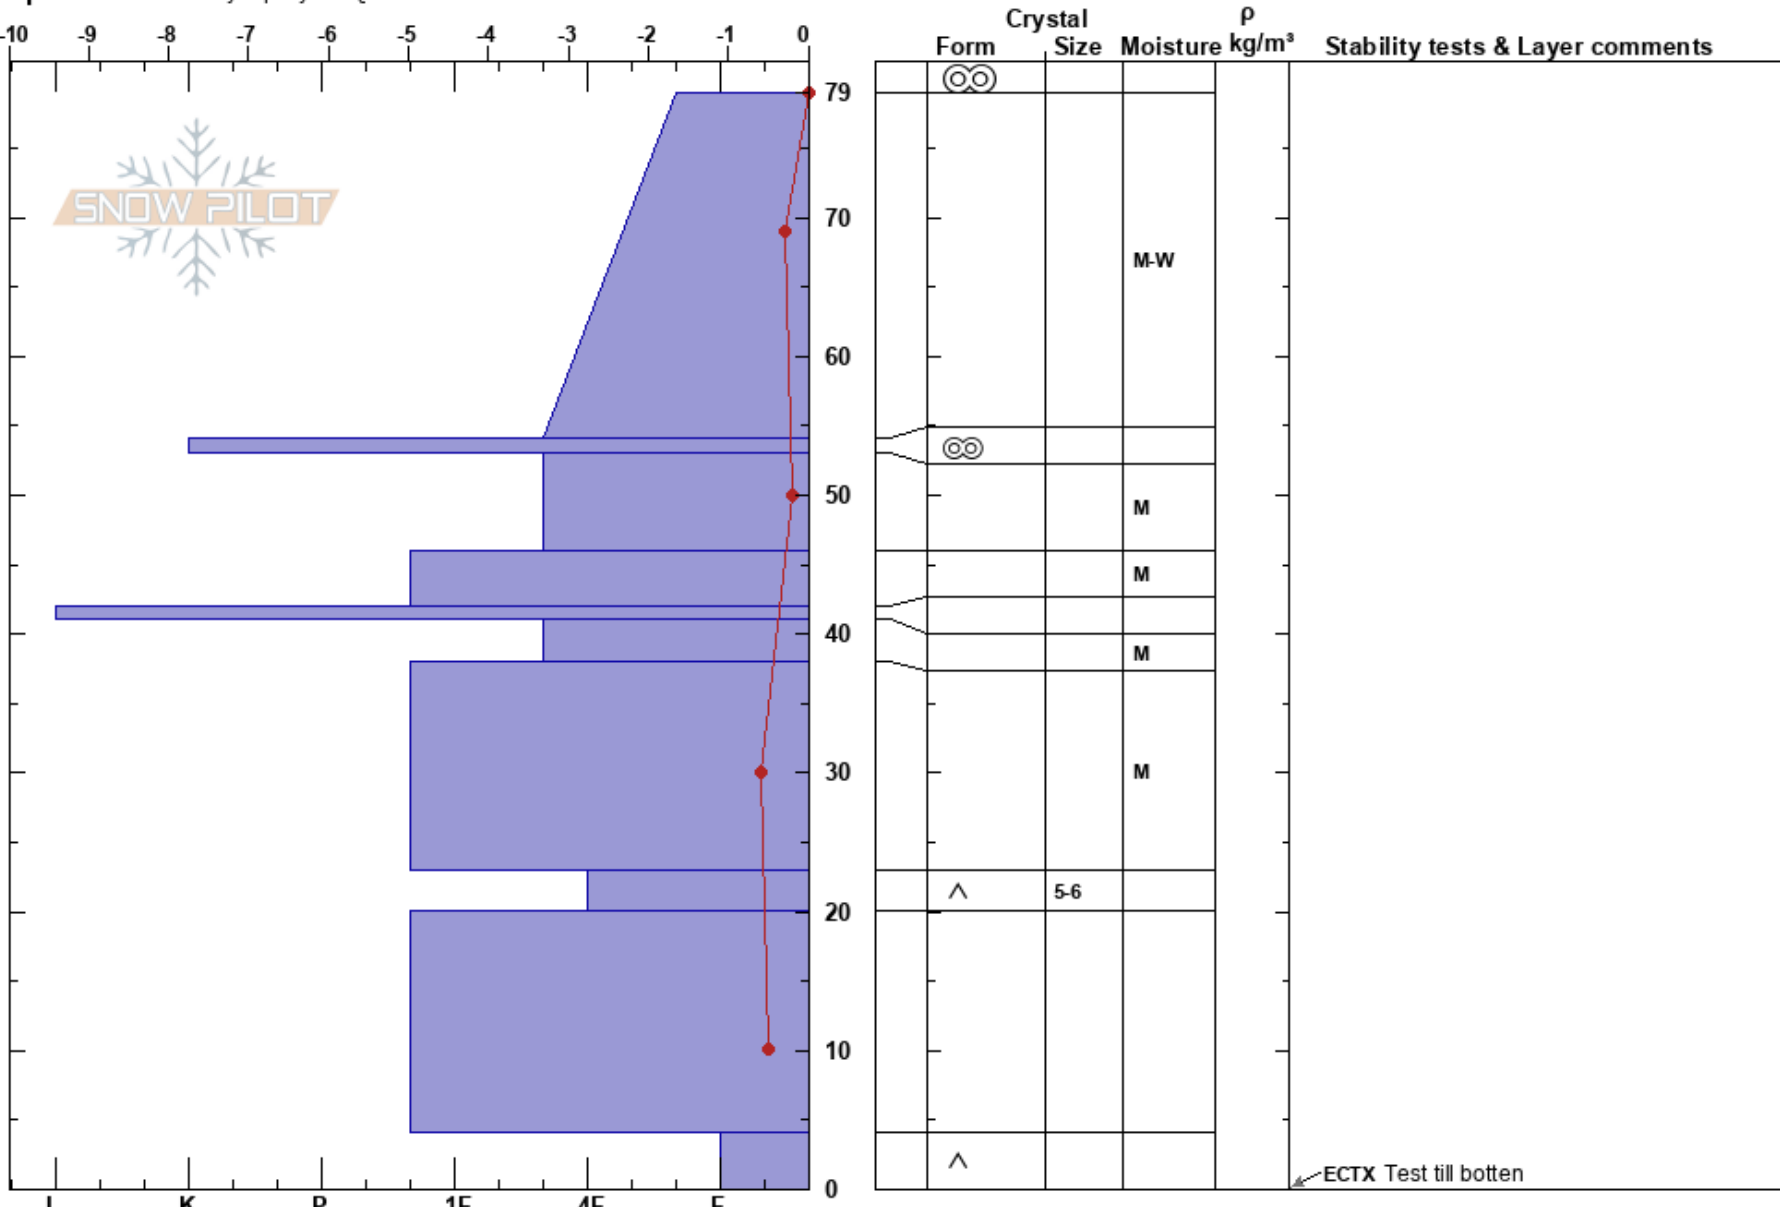 -10 -9 -8 -7 -6 -5 -4 -3 -2 -1 0
Crystal
ρ
Form Size Moisture kg/m³ Stability tests & Layer comments
79
SNOW PILOT
70
M-W
60
50
M
M
40
M
30
M
5-6
20
10
ECTX Test till botten
0
I K P 1F 4F F